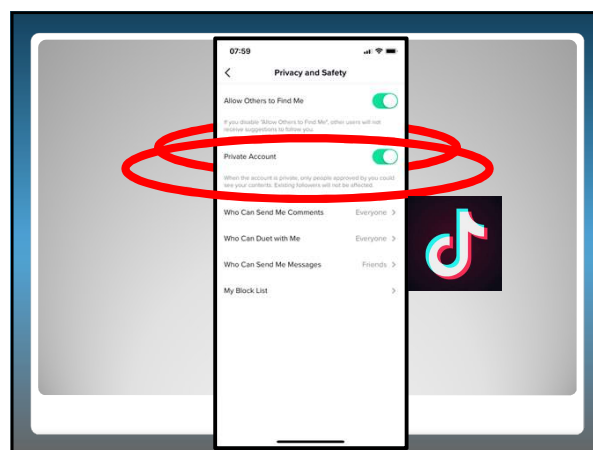 07:59
Privacy and Safety
Allow Others to Find Me
If you disable "Allow Others to Find Me", other users will not
receive suggestions to follow you.
Private Account
When the account is private, only people approved by you could
see your contents. Existing followers will not be affected.
Who Can Send Me Comments Everyone
Who Can Duet with Me Everyone
Who Can Send Me Messages Friends
My Block List